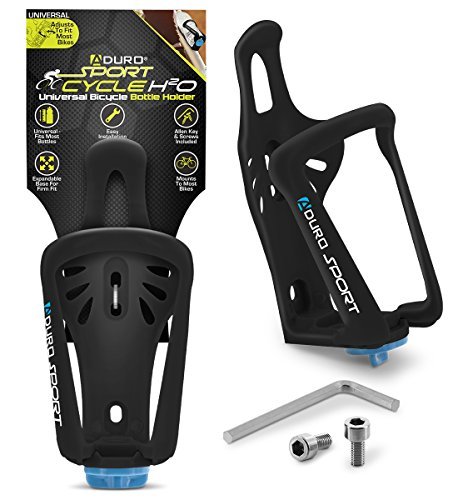 UNIVERSAL
Adjusts
To Fit
Most
Bikes
ADURO®
SPORT
CYCLE H2O
Universal Bicycle Bottle Holder
Universal -
Fits Most
Bottles
Easy
Installation
Allen Key
& Screws
Included
Expandable
Base For
Firm Fit
Mounts To
Most Bikes
ADURO SPORT
ADURO SPORT